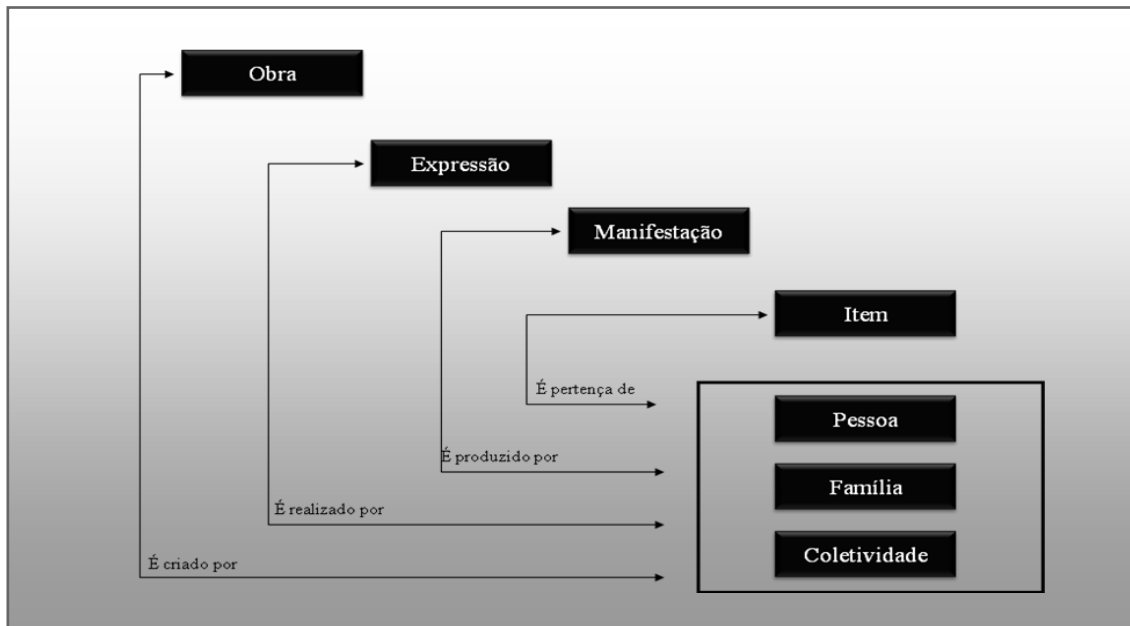 Obra
Expressão
Manifestação
Item
É pertença de
Pessoa
É produzido por
Família
É realizado por
Coletividade
É criado por